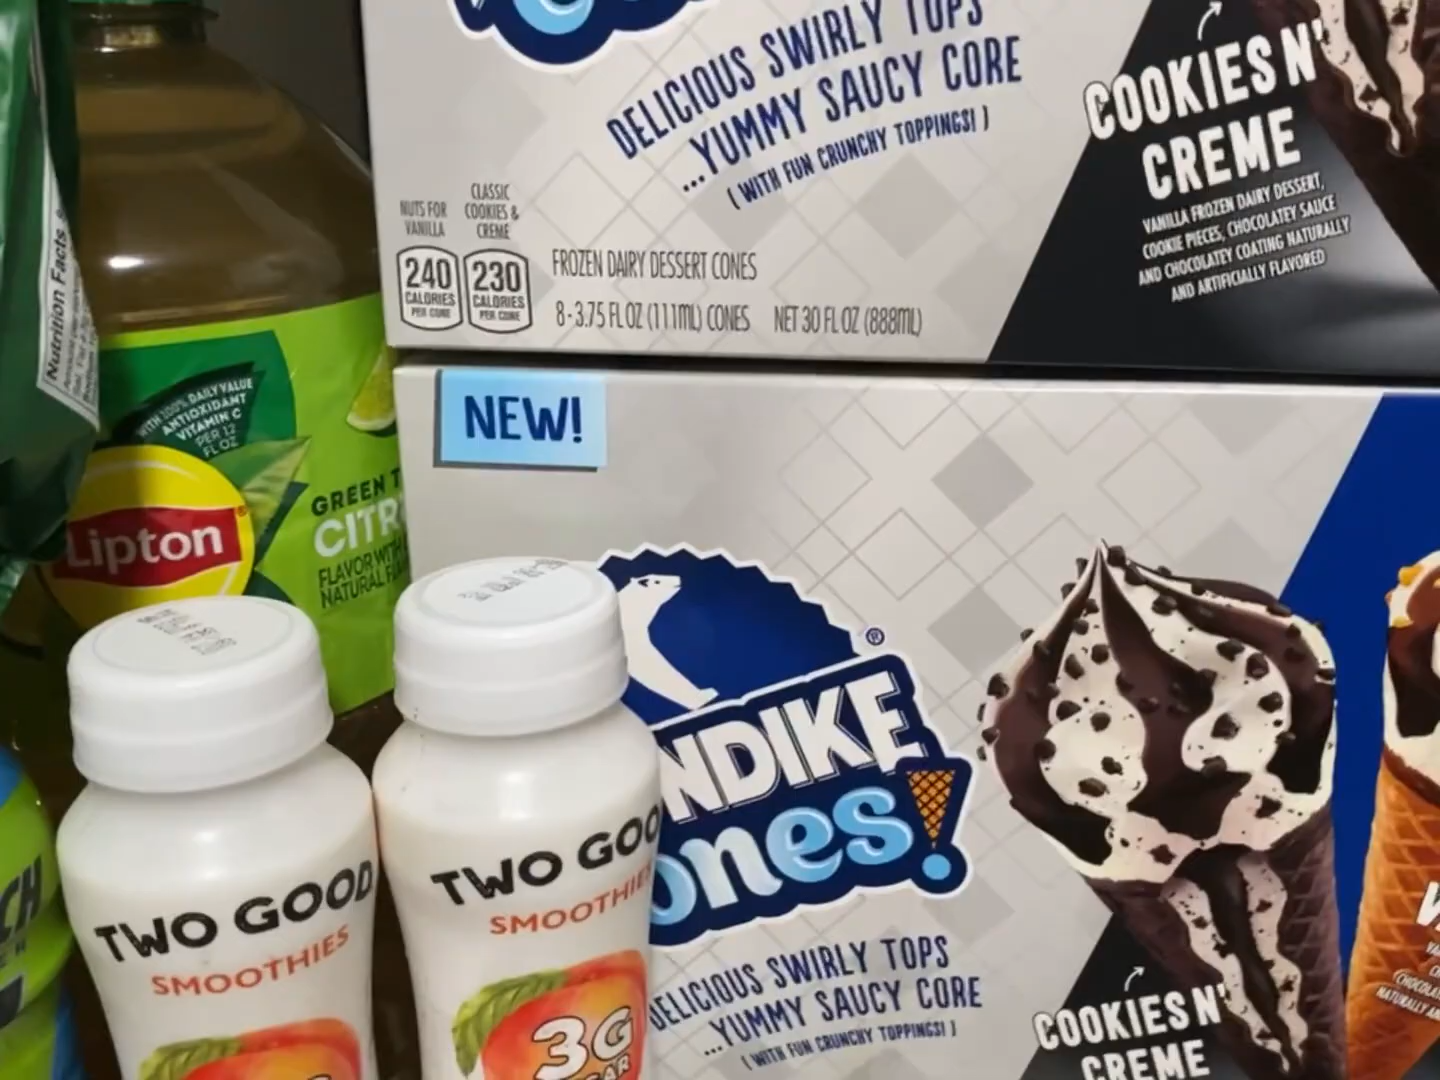 DELICIOUS SWIRLY TOPS
...YUMMY SAUCY CORE
( WITH FUN CRUNCHY TOPPINGS! )
COOKIES N'
CREME
VANILLA FROZEN DAIRY DESSERT,
COOKIE PIECES, CHOCOLATEY SAUCE
AND CHOCOLATEY COATING NATURALLY
AND ARTIFICIALLY FLAVORED
NUTS FOR
VANILLA
CLASSIC
COOKIES &
CREME
240
CALORIES
PER CONE
230
CALORIES
PER CONE
FROZEN DAIRY DESSERT CONES
8-3.75 FL OZ (111mL) CONES NET 30 FL OZ (888mL)
Nutrition Facts
WITH 100% DAILY VALUE
ANTIOXIDANT
VITAMIN C
PER 12
FL OZ
Lipton
GREEN T
CITR
FLAVOR WITH
NATURAL
NEW!
NDIKE
ones!
®
DELICIOUS SWIRLY TOPS
...YUMMY SAUCY CORE
( WITH FUN CRUNCHY TOPPINGS! )
COOKIES N'
CREME
TWO GOOD
SMOOTHIES
TWO GOO
SMOOTHIE
3G